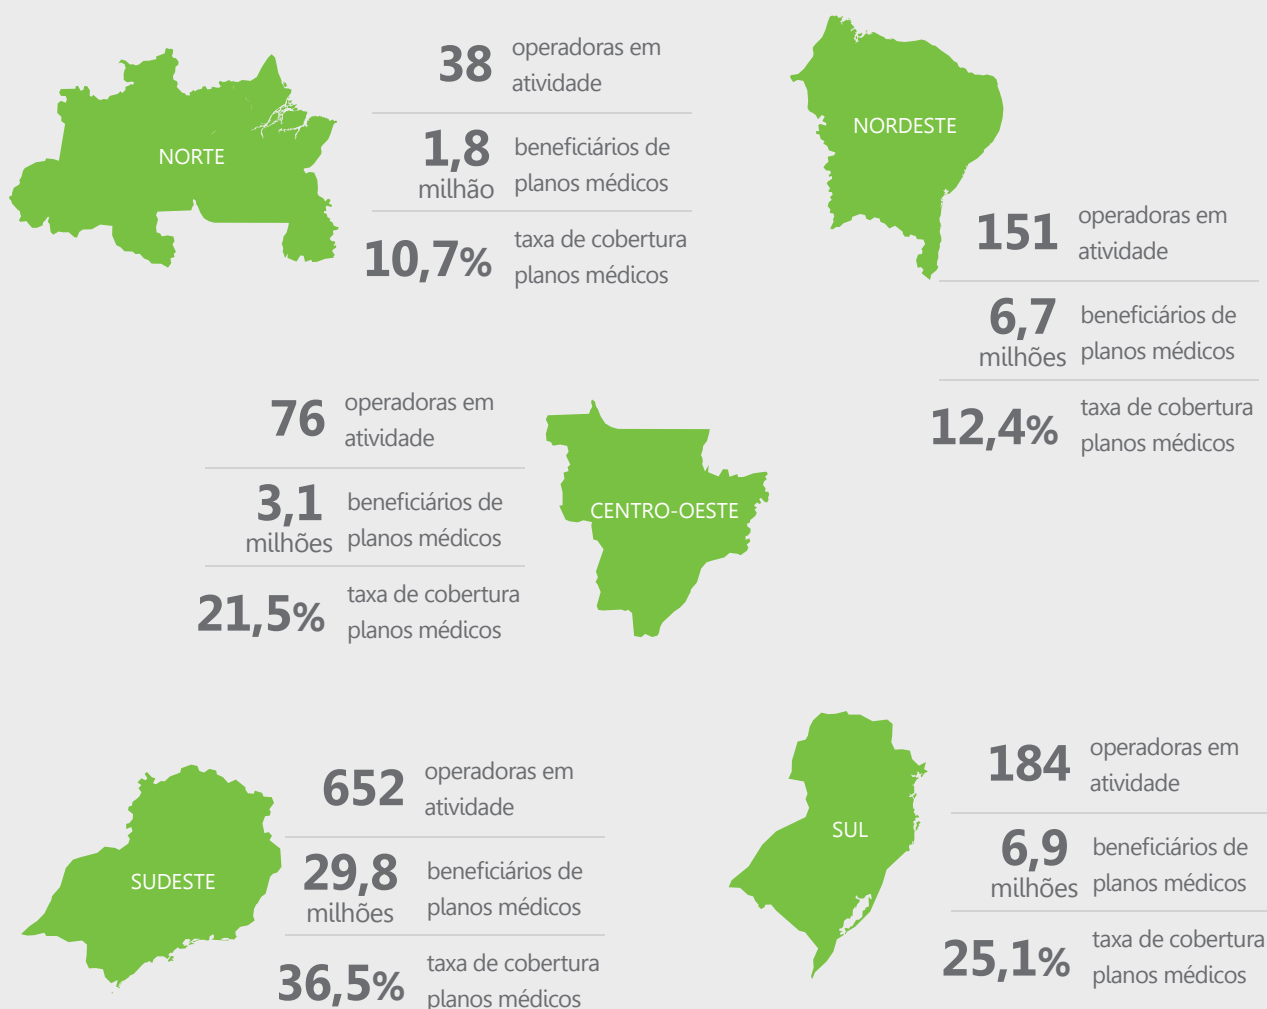 NORTE
38
operadoras em
atividade
1,8
milhão
beneficiários de
planos médicos
10,7%
taxa de cobertura
planos médicos
NORDESTE
151
operadoras em
atividade
6,7
milhões
beneficiários de
planos médicos
12,4%
taxa de cobertura
planos médicos
76
operadoras em
atividade
3,1
milhões
beneficiários de
planos médicos
21,5%
taxa de cobertura
planos médicos
CENTRO-OESTE
SUDESTE
652
operadoras em
atividade
29,8
milhões
beneficiários de
planos médicos
36,5%
taxa de cobertura
planos médicos
SUL
184
operadoras em
atividade
6,9
milhões
beneficiários de
planos médicos
25,1%
taxa de cobertura
planos médicos